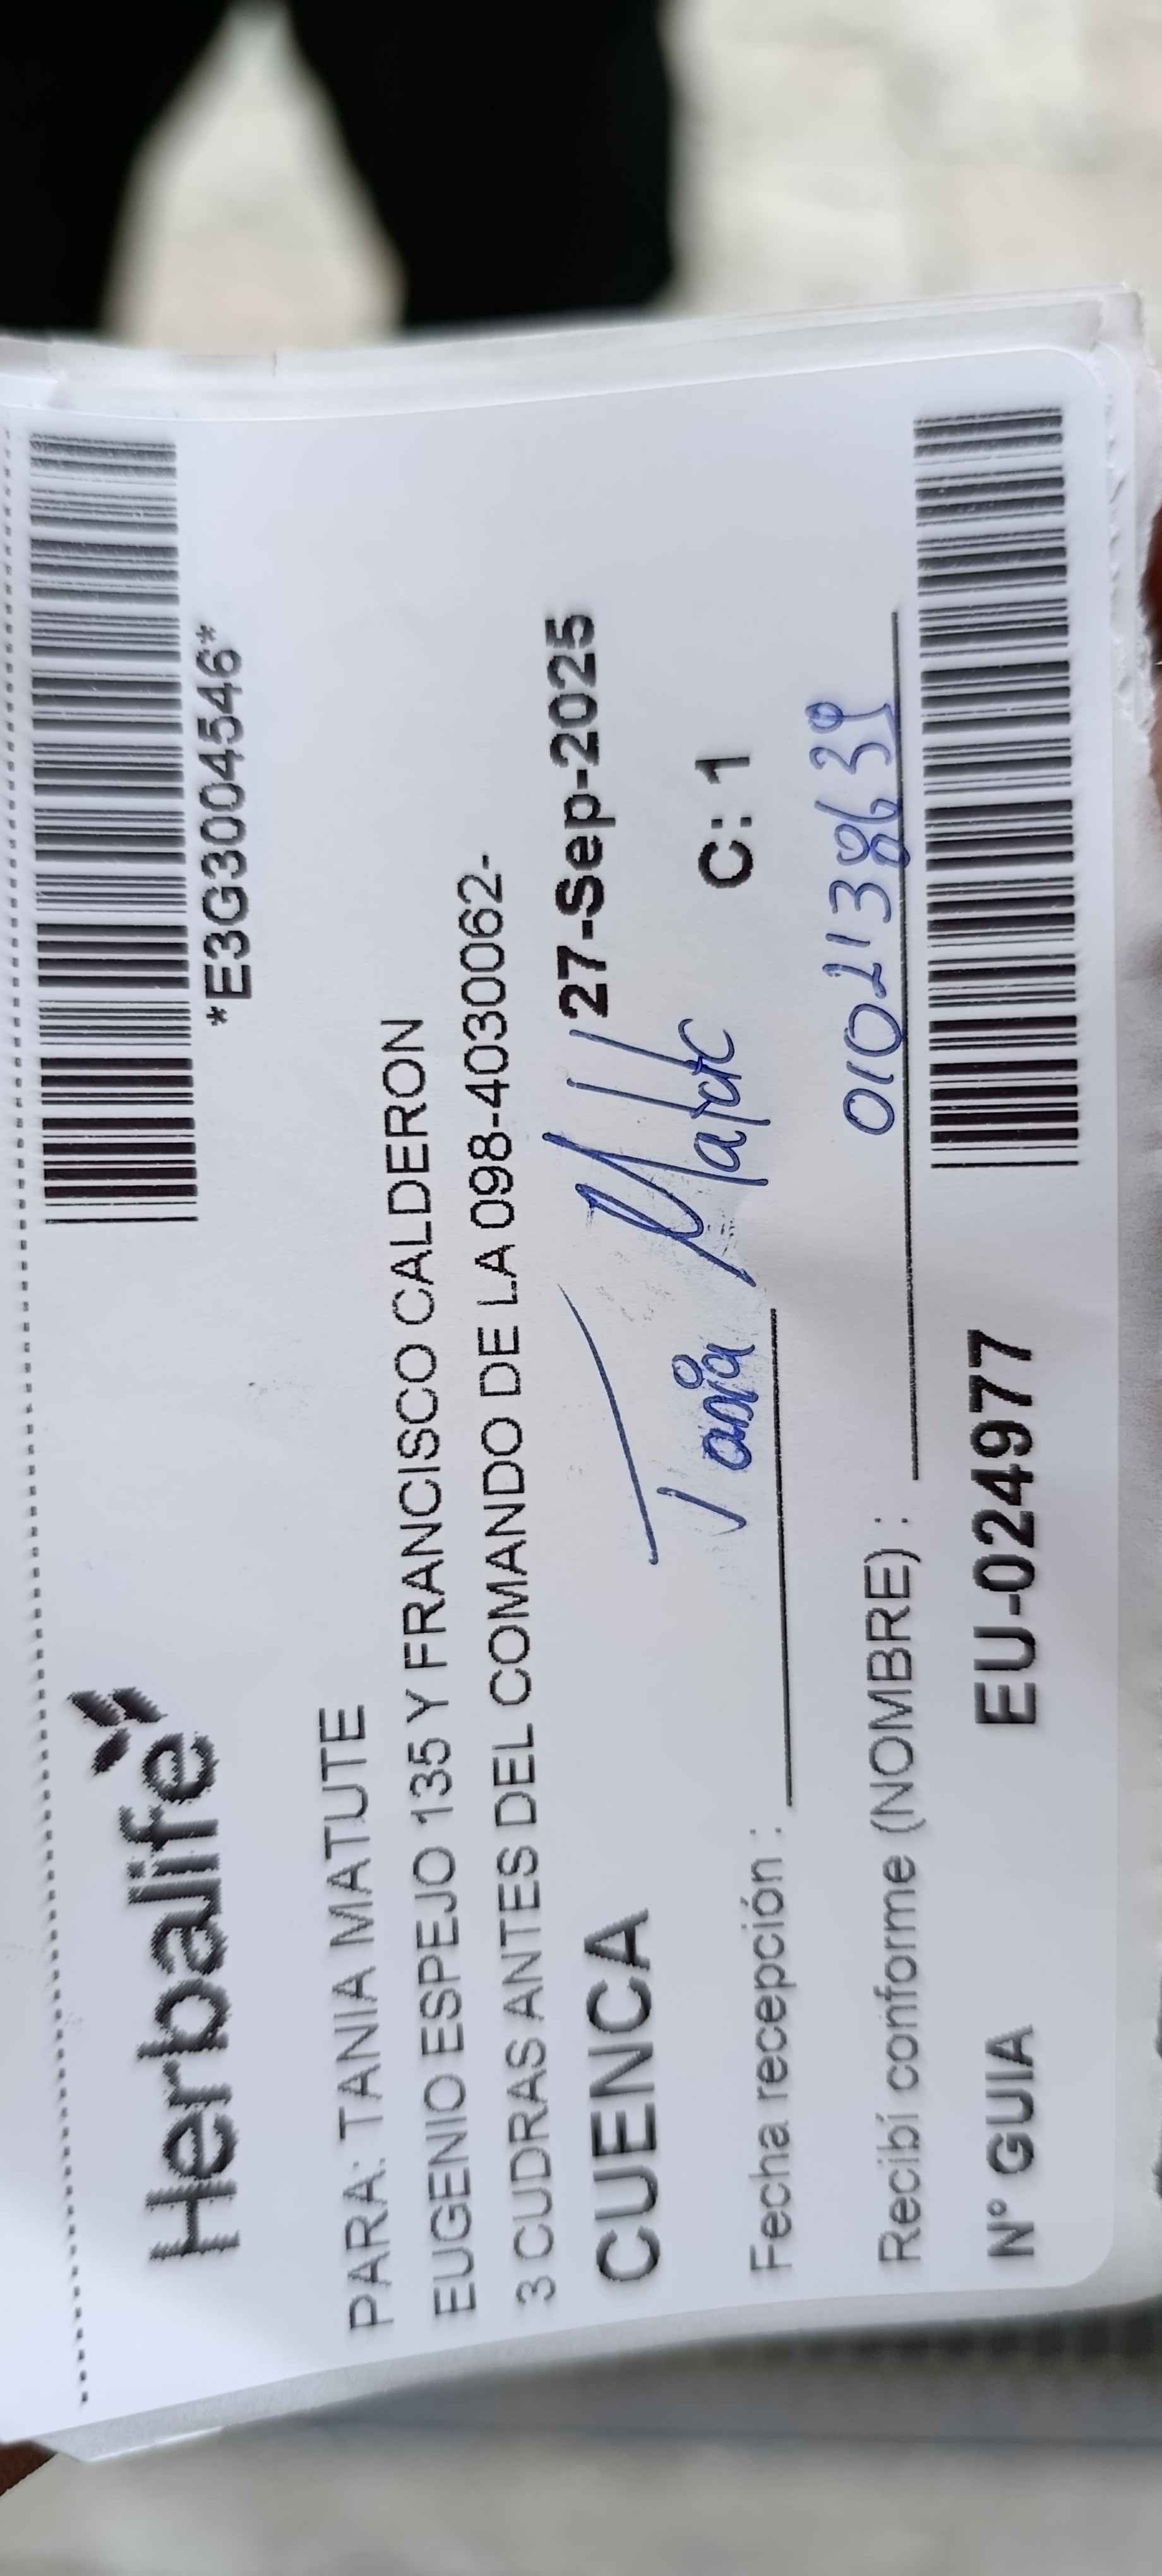 Herbalife
*E3G3004546*
PARA: TANIA MATUTE
EUGENIO ESPEJO 135 Y FRANCISCO CALDERON
3 CUDRAS ANTES DEL COMANDO DE LA 098-4030062-
CUENCA 27-Sep-2025
Tania Matute
Fecha recepción : C: 1
Recibí conforme (NOMBRE) : 0102138639
N° GUIA EU-024977